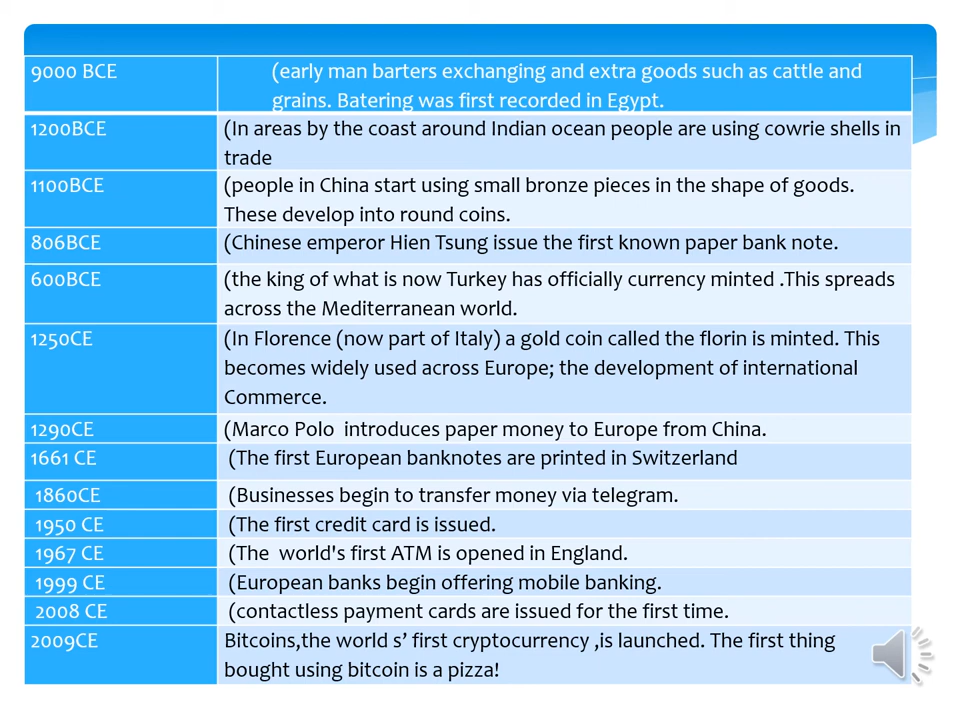 9000 BCE (early man barters exchanging and extra goods such as cattle and
grains. Batering was first recorded in Egypt.
1200BCE (In areas by the coast around Indian ocean people are using cowrie shells in
trade
1100BCE (people in China start using small bronze pieces in the shape of goods.
These develop into round coins.
806BCE (Chinese emperor Hien Tsung issue the first known paper bank note.
600BCE (the king of what is now Turkey has officially currency minted .This spreads
across the Mediterranean world.
1250CE (In Florence (now part of Italy) a gold coin called the florin is minted. This
becomes widely used across Europe; the development of international
Commerce.
1290CE (Marco Polo introduces paper money to Europe from China.
1661 CE (The first European banknotes are printed in Switzerland
1860CE (Businesses begin to transfer money via telegram.
1950 CE (The first credit card is issued.
1967 CE (The world's first ATM is opened in England.
1999 CE (European banks begin offering mobile banking.
2008 CE (contactless payment cards are issued for the first time.
2009CE Bitcoins,the world s’ first cryptocurrency ,is launched. The first thing
bought using bitcoin is a pizza!